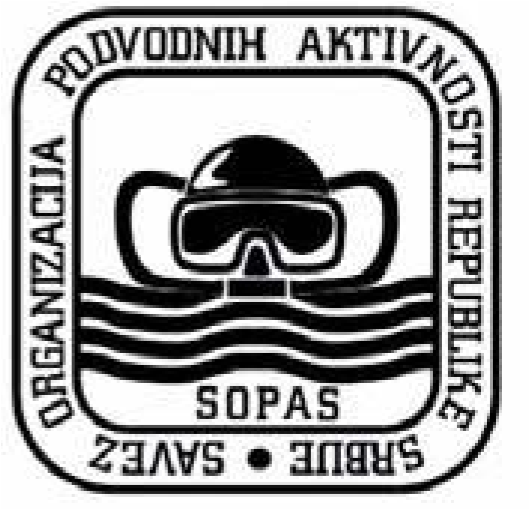 SAVEZ ORGANIZACIJA PODVODNIH AKTIVNOSTI REPUBLIKE SRBIJE •
SOPAS